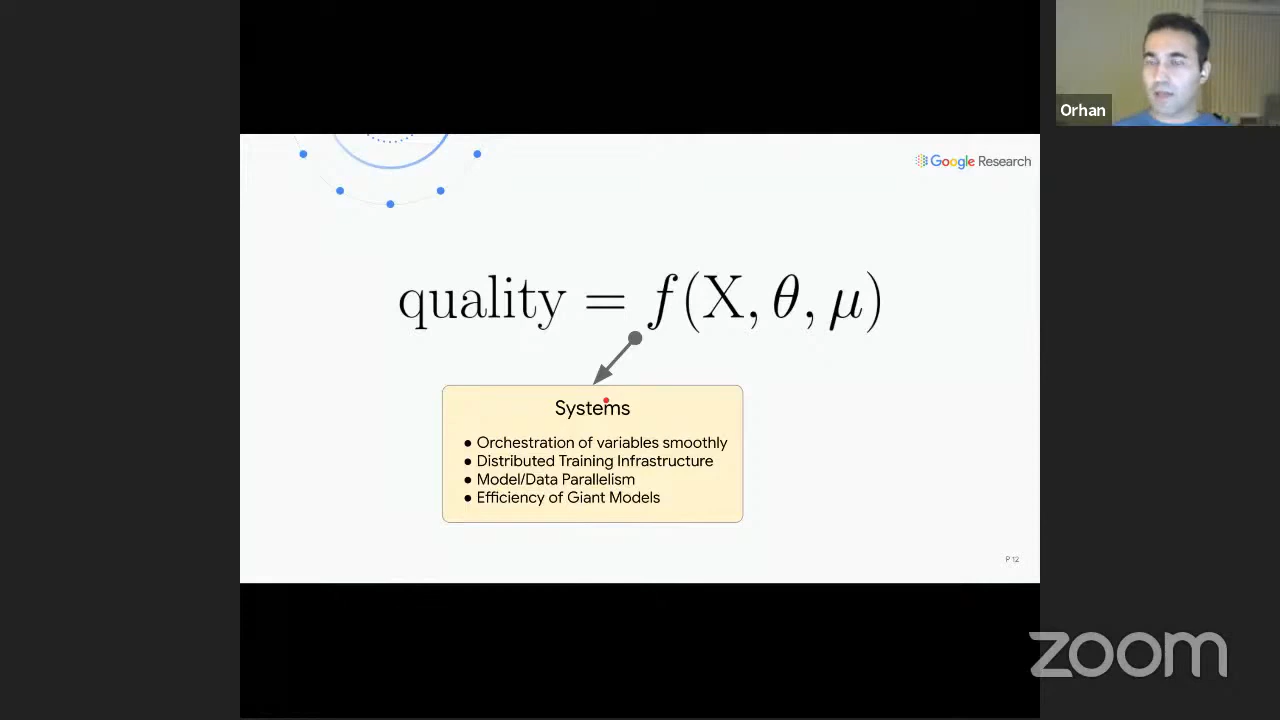 Orhan
Google Research
quality = f(X, θ, μ)
Systems
● Orchestration of variables smoothly
● Distributed Training Infrastructure
● Model/Data Parallelism
● Efficiency of Giant Models
P 12
zoom